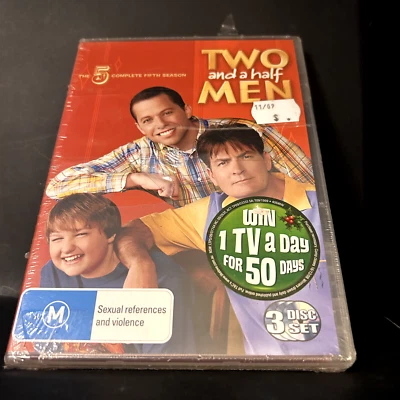 TWO
and a half
MEN
THE 5 COMPLETE FIFTH SEASON
11/07
$.
WIN
1 TV a Day
FOR 50 DAYS
M
Sexual references
and violence
3 DISC
SET